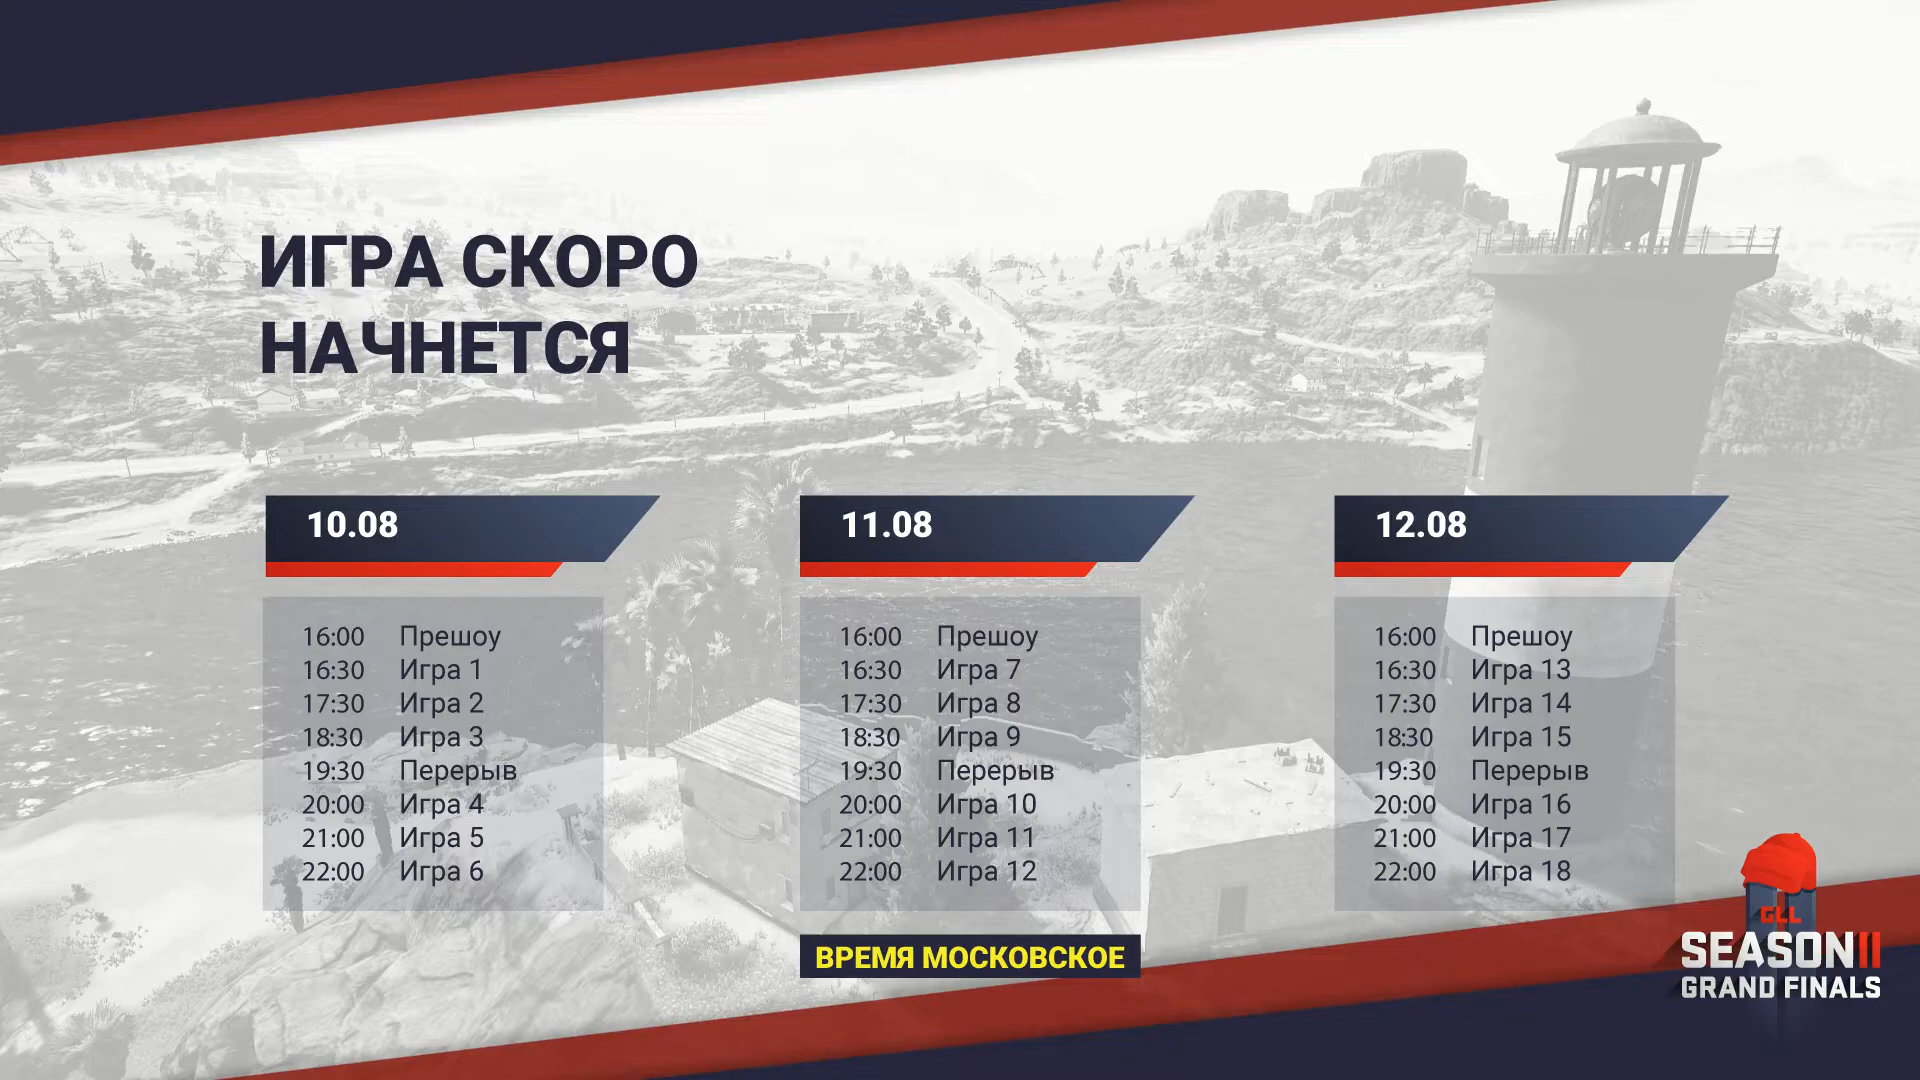 ИГРА СКОРО
НАЧНЕТСЯ
10.08
16:00 Прешоу
16:30 Игра 1
17:30 Игра 2
18:30 Игра 3
19:30 Перерыв
20:00 Игра 4
21:00 Игра 5
22:00 Игра 6
11.08
16:00 Прешоу
16:30 Игра 7
17:30 Игра 8
18:30 Игра 9
19:30 Перерыв
20:00 Игра 10
21:00 Игра 11
22:00 Игра 12
12.08
16:00 Прешоу
16:30 Игра 13
17:30 Игра 14
18:30 Игра 15
19:30 Перерыв
20:00 Игра 16
21:00 Игра 17
22:00 Игра 18
ВРЕМЯ МОСКОВСКОЕ
GLL
SEASON II
GRAND FINALS